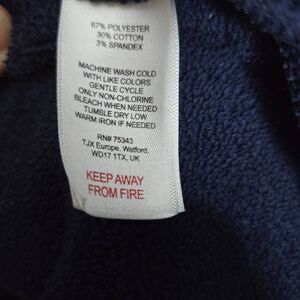 67% POLYESTER
30% COTTON
3% SPANDEX
MACHINE WASH COLD
WITH LIKE COLORS
GENTLE CYCLE
ONLY NON-CHLORINE
BLEACH WHEN NEEDED
TUMBLE DRY LOW
WARM IRON IF NEEDED
RN# 75343
TJX Europe, Watford,
WD17 1TX, UK
KEEP AWAY
FROM FIRE